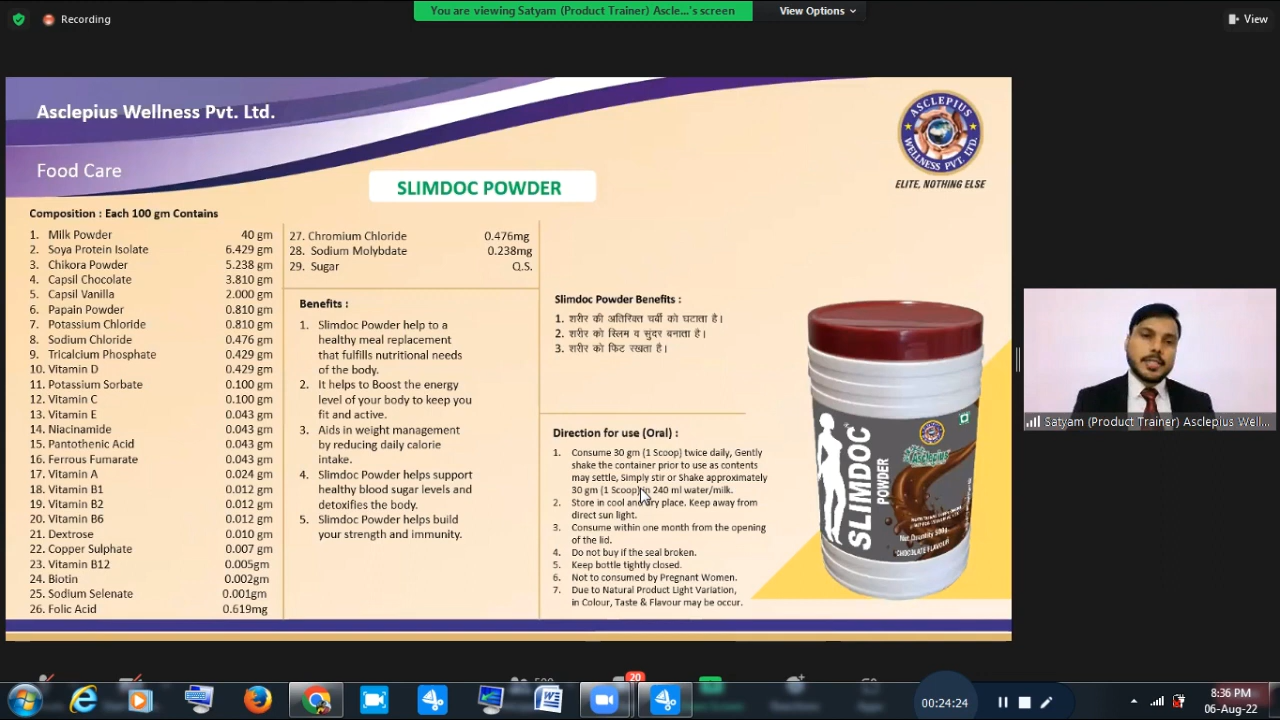 Recording
You are viewing Satyam (Product Trainer) Ascle...'s screen
View Options
View
Asclepius Wellness Pvt. Ltd.
Food Care
ASCLEPIUS
WELLNESS PVT. LTD.
ELITE, NOTHING ELSE
SLIMDOC POWDER
Composition : Each 100 gm Contains
1. Milk Powder 40 gm
2. Soya Protein Isolate 6.429 gm
3. Chikora Powder 5.238 gm
4. Capsil Chocolate 3.810 gm
5. Capsil Vanilla 2.000 gm
6. Papain Powder 0.810 gm
7. Potassium Chloride 0.810 gm
8. Sodium Chloride 0.476 gm
9. Tricalcium Phosphate 0.429 gm
10. Vitamin D 0.429 gm
11. Potassium Sorbate 0.100 gm
12. Vitamin C 0.100 gm
13. Vitamin E 0.043 gm
14. Niacinamide 0.043 gm
15. Pantothenic Acid 0.043 gm
16. Ferrous Fumarate 0.043 gm
17. Vitamin A 0.024 gm
18. Vitamin B1 0.012 gm
19. Vitamin B2 0.012 gm
20. Vitamin B6 0.012 gm
21. Dextrose 0.010 gm
22. Copper Sulphate 0.007 gm
23. Vitamin B12 0.005gm
24. Biotin 0.002gm
25. Sodium Selenate 0.001gm
26. Folic Acid 0.619mg
27. Chromium Chloride 0.476mg
28. Sodium Molybdate 0.238mg
29. Sugar Q.S.
Benefits :
1. Slimdoc Powder help to a
healthy meal replacement
that fulfills nutritional needs
of the body.
2. It helps to Boost the energy
level of your body to keep you
fit and active.
3. Aids in weight management
by reducing daily calorie
intake.
4. Slimdoc Powder helps support
healthy blood sugar levels and
detoxifies the body.
5. Slimdoc Powder helps build
your strength and immunity.
Slimdoc Powder Benefits :
1. शरीर की अतिरिक्त चर्बी को घटाता है।
2. शरीर को स्लिम व सुंदर बनाता है।
3. शरीर को फिट रखता है।
Direction for use (Oral) :
1. Consume 30 gm (1 Scoop) twice daily, Gently
shake the container prior to use as contents
may settle, Simply stir or Shake approximately
30 gm (1 Scoop) in 240 ml water/milk.
2. Store in cool and dry place. Keep away from
direct sun light.
3. Consume within one month from the opening
of the lid.
4. Do not buy if the seal broken.
5. Keep bottle tightly closed.
6. Not to consumed by Pregnant Women.
7. Due to Natural Product Light Variation,
in Colour, Taste & Flavour may be occur.
SLIMDOC
POWDER
Asclepius
Net Quantity 500g
CHOCOLATE FLAVOUR
Satyam (Product Trainer) Asclepius Well...
20
00:24:24
8:36 PM
06-Aug-22